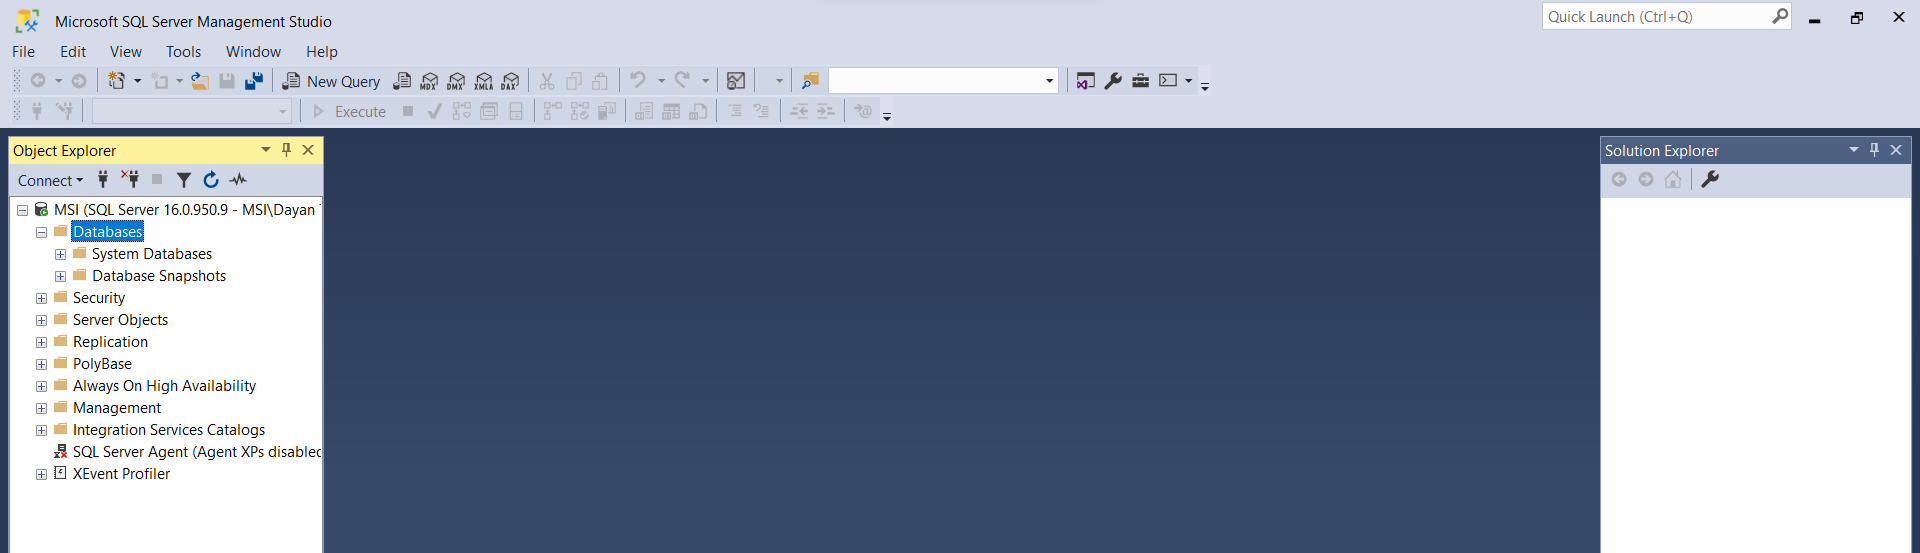 Microsoft SQL Server Management Studio
Quick Launch (Ctrl+Q)
File Edit View Tools Window Help
New Query MDX DMX XMLA DAX
Execute
Object Explorer
Solution Explorer
Connect
MSI (SQL Server 16.0.950.9 - MSI\Dayan
Databases
System Databases
Database Snapshots
Security
Server Objects
Replication
PolyBase
Always On High Availability
Management
Integration Services Catalogs
SQL Server Agent (Agent XPs disabled
XEvent Profiler